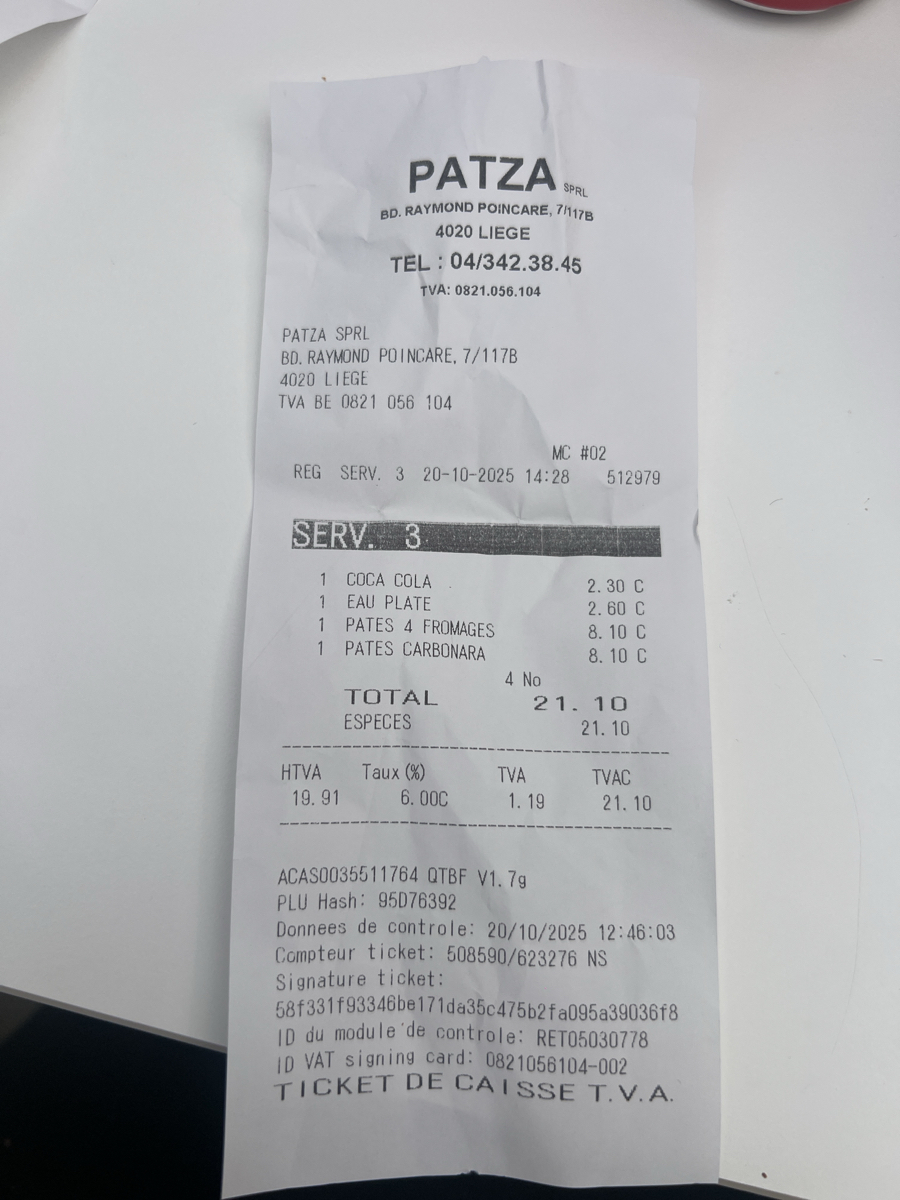 PATZA SPRL
BD. RAYMOND POINCARE, 7/117B
4020 LIEGE
TEL : 04/342.38.45
TVA: 0821.056.104
PATZA SPRL
BD. RAYMOND POINCARE, 7/117B
4020 LIEGE
TVA BE 0821 056 104
MC #02
REG SERV. 3 20-10-2025 14:28 512979
SERV. 3
1 COCA COLA 2.30 C
1 EAU PLATE 2.60 C
1 PATES 4 FROMAGES 8.10 C
1 PATES CARBONARA 8.10 C
4 No
TOTAL 21.10
ESPECES 21.10
HTVA Taux (%) TVA TVAC
19.91 6.00C 1.19 21.10
ACAS0035511764 QTBF V1.7g
PLU Hash: 95D76392
Donnees de controle: 20/10/2025 12:46:03
Compteur ticket: 508590/623276 NS
Signature ticket:
58f331f93346be171da35c475b2fa095a39036f8
ID du module de controle: RET05030778
ID VAT signing card: 0821056104-002
TICKET DE CAISSE T.V.A.